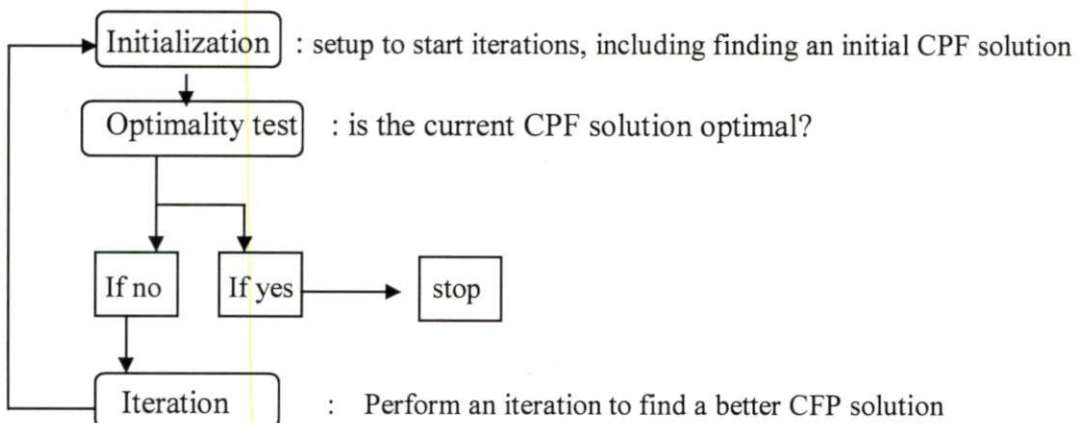 Initialization : setup to start iterations, including finding an initial CPF solution
Optimality test : is the current CPF solution optimal?
If no If yes stop
Iteration : Perform an iteration to find a better CFP solution